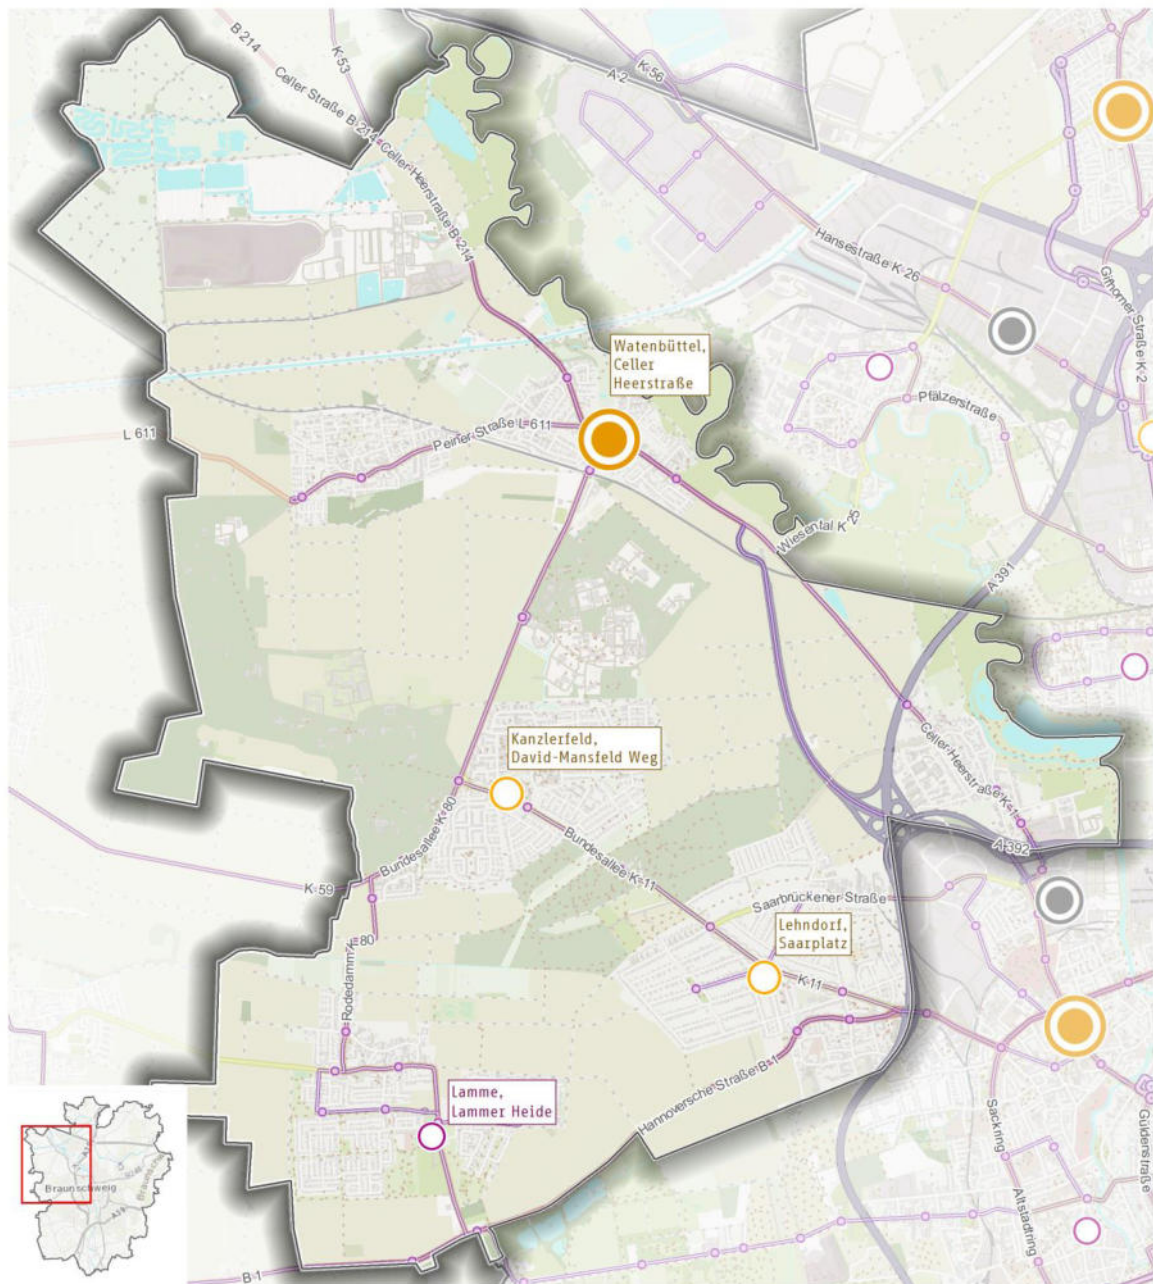 B 214
K 53
Celler Straße B 214
Celler-Heerstraße B-214
A 2
K-56
Hansestraße K-26
Gifhorner Straße K 2
Watenbüttel,
Celler
Heerstraße
L 611
Peiner Straße L 611
Pfälzerstraße
Wiesental K 25
A 391
Kanzlerfeld,
David-Mansfeld Weg
Bundesallee K 80
Bundesallee K-11
Celler-Heerstraße K-1
A-392
K-59
Saarbrückener Straße
Lehndorf,
Saarplatz
K-11
Rodedamm K 80
Hannoversche Straße B-1
Lamme,
Lammer Heide
Sackring
Güldenstraße
Altstadtring
Braunschweig
B 1